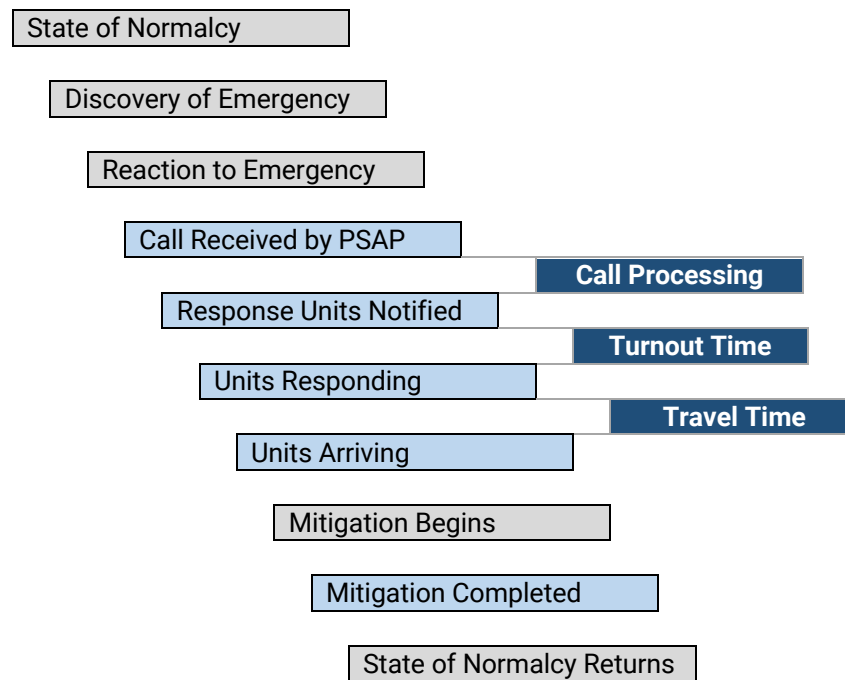 State of Normalcy
Discovery of Emergency
Reaction to Emergency
Call Received by PSAP
Call Processing
Response Units Notified
Turnout Time
Units Responding
Travel Time
Units Arriving
Mitigation Begins
Mitigation Completed
State of Normalcy Returns